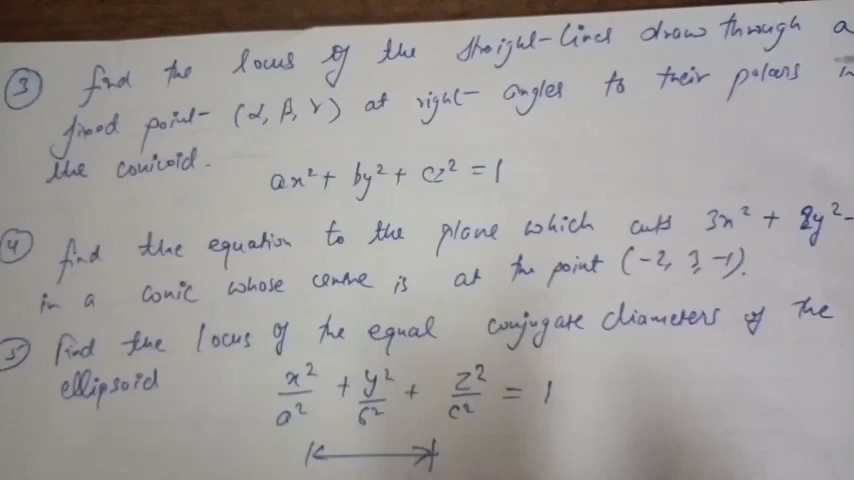 ③ find the locus of the straight-lines draw through a
fixed point- (α, β, γ) at right- angles to their polars in
the conicoid.
ax² + by² + cz² = 1
④ find the equation to the plane which cuts 3x² + 2y² -
in a conic whose centre is at the point (-2, 3, -1).
⑤ Find the locus of the equal conjugate diameters of the
ellipsoid
x²/a² + y²/b² + z²/c² = 1